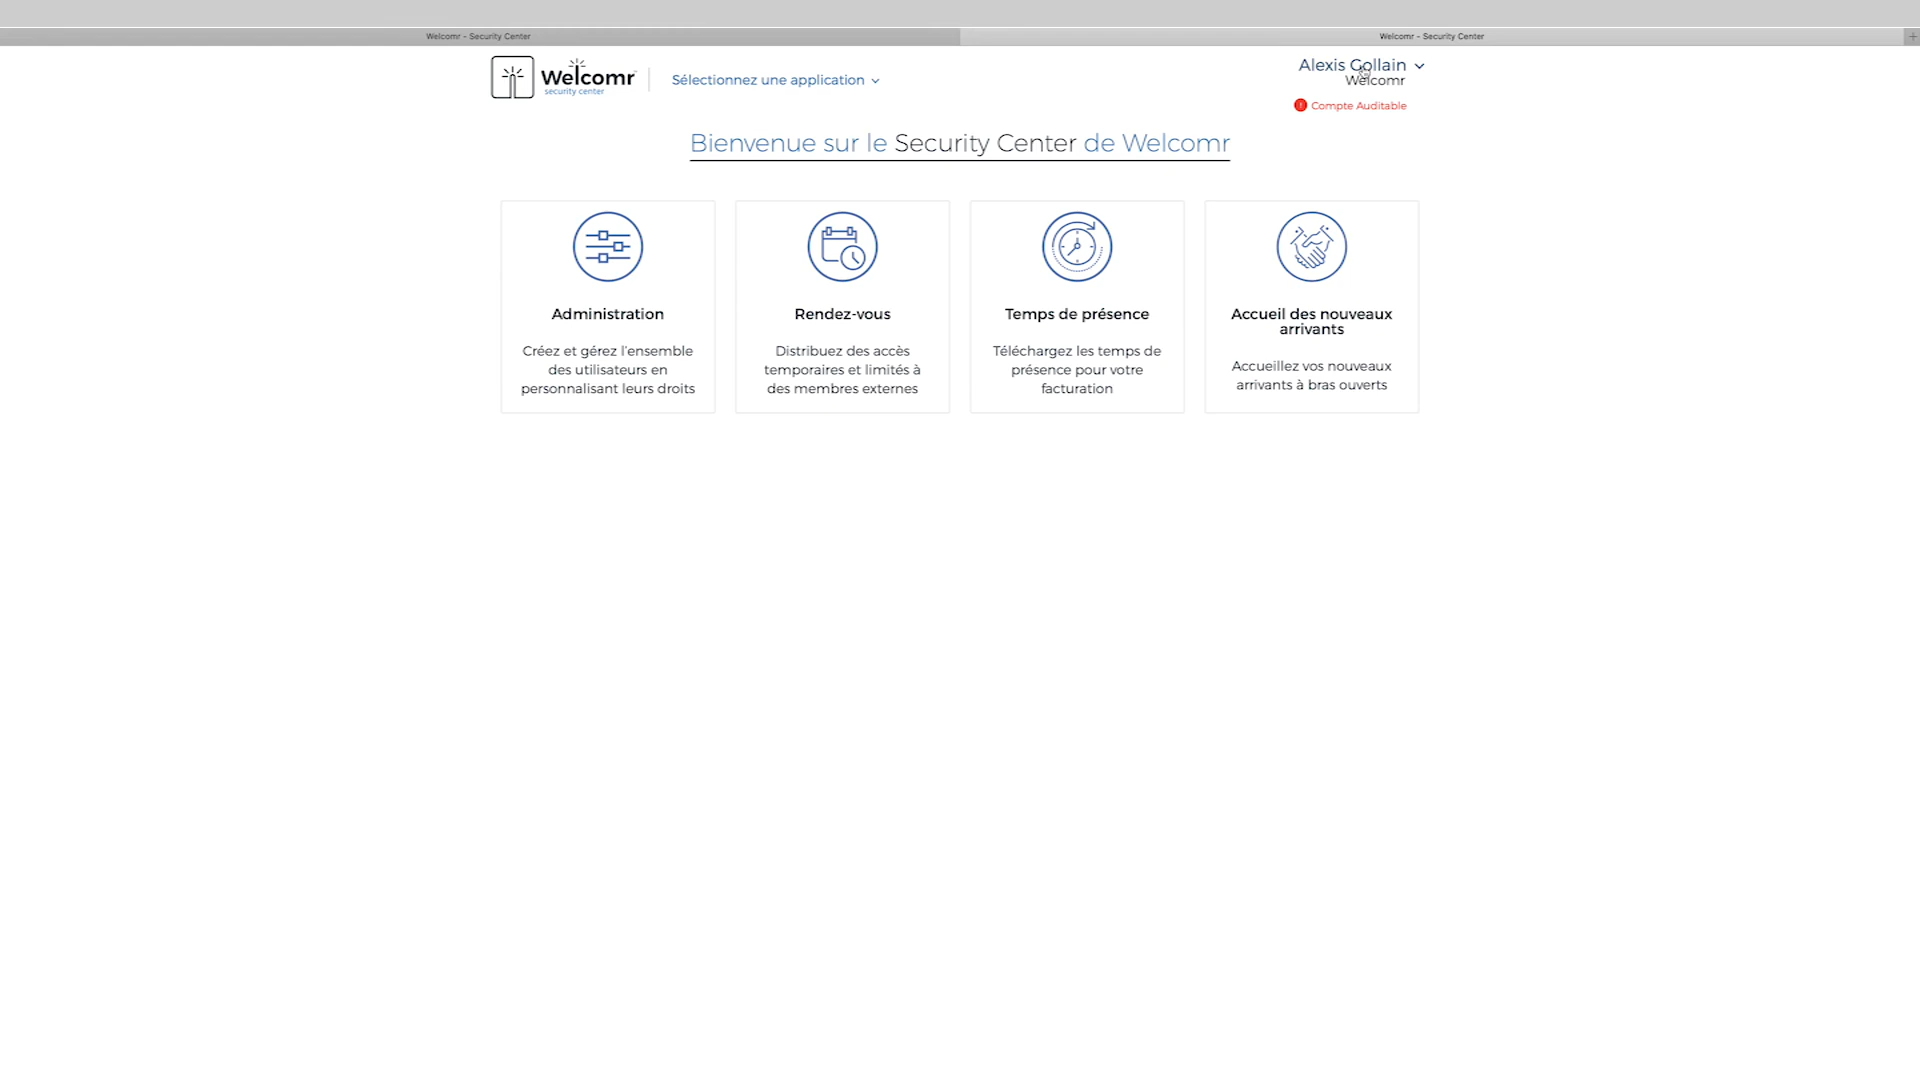 Welcomr - Security Center
Welcomr - Security Center
Welcomr
security center
Sélectionnez une application
Alexis Gollain
Welcomr
Compte Auditable
Bienvenue sur le Security Center de Welcomr
Administration
Créez et gérez l'ensemble
des utilisateurs en
personnalisant leurs droits
Rendez-vous
Distribuez des accès
temporaires et limités à
des membres externes
Temps de présence
Téléchargez les temps de
présence pour votre
facturation
Accueil des nouveaux
arrivants
Accueillez vos nouveaux
arrivants à bras ouverts